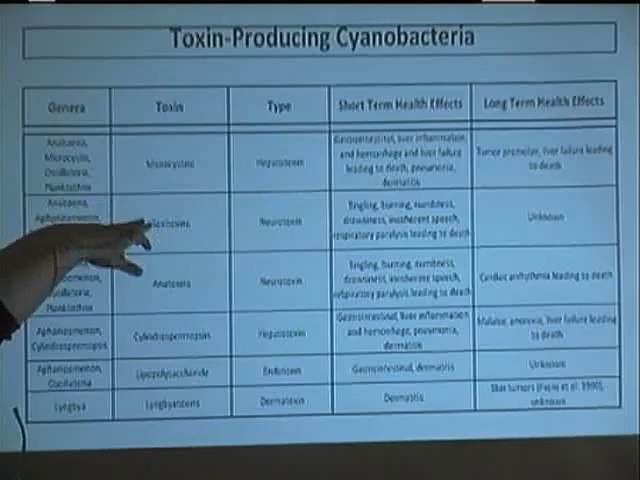 Toxin-Producing Cyanobacteria
Genera Toxin Type Short Term Health Effects Long Term Health Effects
Anabaena,
Microcystis,
Oscillatoria,
Planktothrix
Microcystins
Hepatotoxin
Gastrointestinal, liver inflammation,
and hemorrhage and liver failure
leading to death, pneumonia,
dermatitis
Tumor promoter, liver failure leading
to death
Anabaena,
Aphanizomenon,
Neurotoxin
Tingling, burning, numbness,
drowsiness, incoherent speech,
respiratory paralysis leading to death
Unknown
Planktothrix
Anatoxins
Neurotoxin
Tingling, burning, numbness,
drowsiness, incoherent speech,
respiratory paralysis leading to death
Cardiac arrhythmia leading to death
Cylindrospermopsis
Cylindrospermopsin
Hepatotoxin
Gastrointestinal, liver inflammation
and hemorrhage, pneumonia,
dermatitis
Malaise, anorexia, liver failure leading
to death
Oscillatoria
Lipopolysaccharide
Endotoxin
Gastrointestinal, dermatitis
Unknown
Lyngbya
Lyngbyatoxins
Dermatoxin
Dermatitis
Skin tumors
unknown